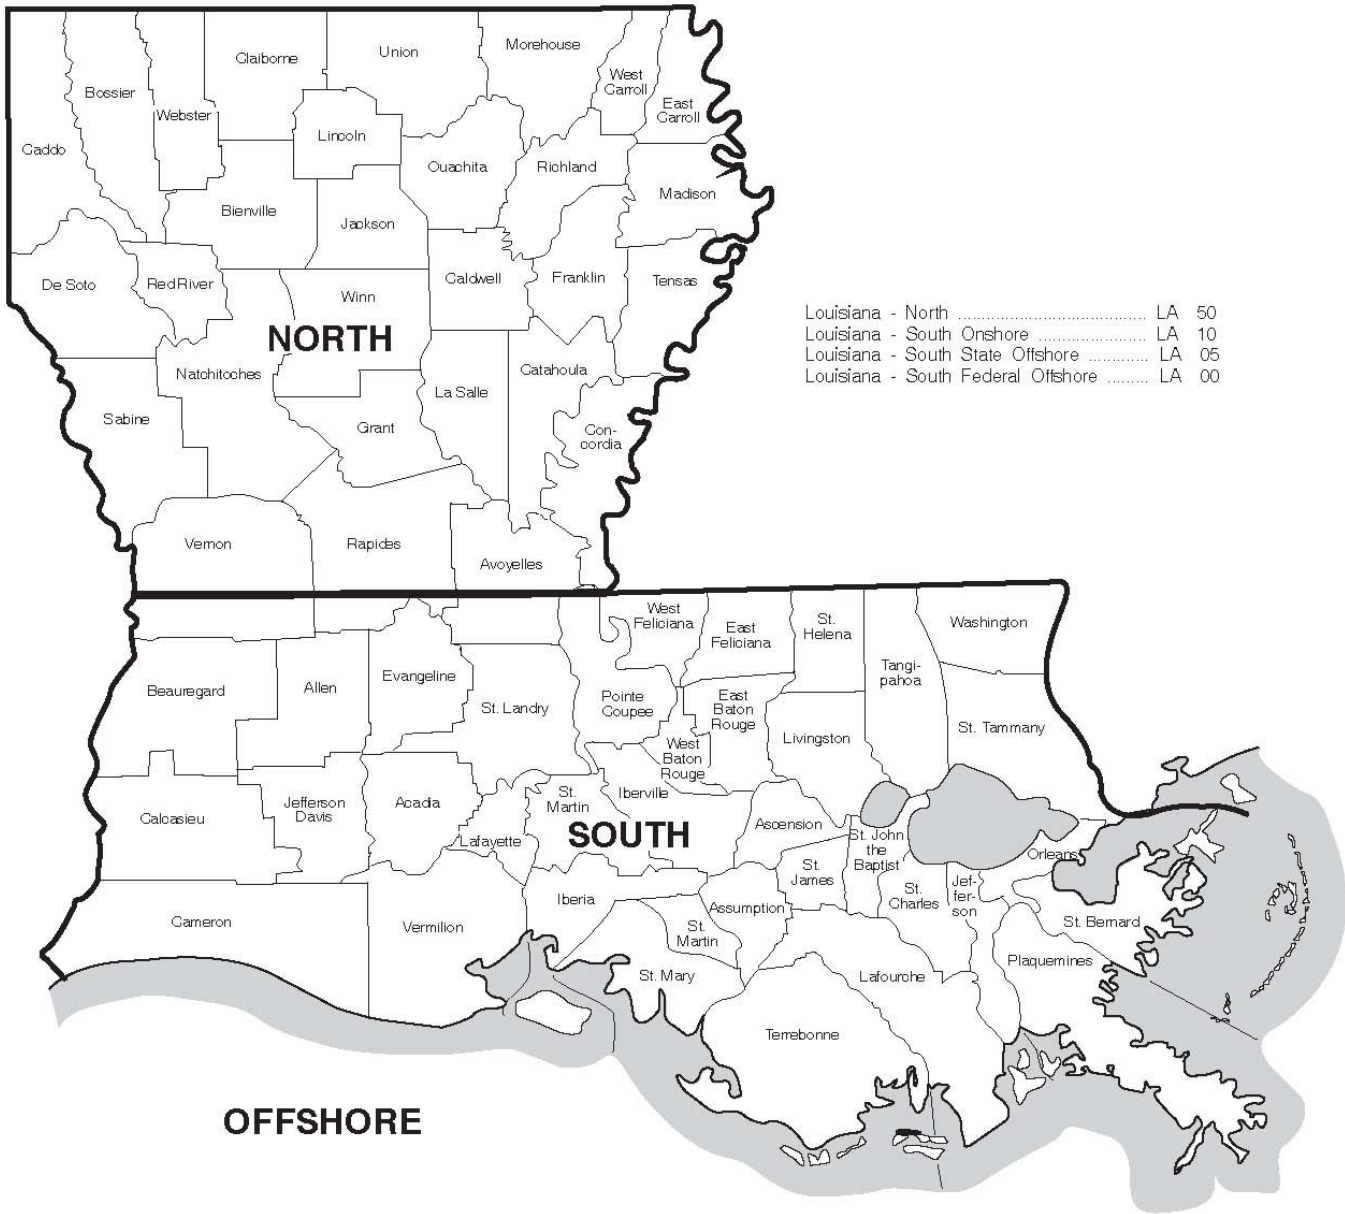 Claiborne
Union
Morehouse
West
Carroll
East
Carroll
Bossier
Webster
Lincoln
Caddo
Ouachita
Richland
Madison
Bienville
Jackson
De Soto
Red River
Winn
Caldwell
Franklin
Tensas
NORTH
Natchitoches
La Salle
Catahoula
Sabine
Grant
Con-
cordia
Vernon
Rapides
Avoyelles
Louisiana - North ........................................ LA 50
Louisiana - South Onshore ....................... LA 10
Louisiana - South State Offshore ............. LA 05
Louisiana - South Federal Offshore ......... LA 00
West
Feliciana
East
Feliciana
St.
Helena
Washington
Tangi-
pahoa
Beauregard
Allen
Evangeline
St. Landry
Pointe
Coupee
East
Baton
Rouge
West
Baton
Rouge
Livingston
St. Tammany
Calcasieu
Jefferson
Davis
Acadia
Lafayette
St.
Martin
Iberville
SOUTH
Ascension
St. John
the
Baptist
Orleans
St.
James
St.
Charles
Jef-
fer-
son
Cameron
Vermilion
Iberia
Assumption
St.
Martin
St. Mary
St. Bernard
Plaquemines
Lafourche
Terrebonne
OFFSHORE